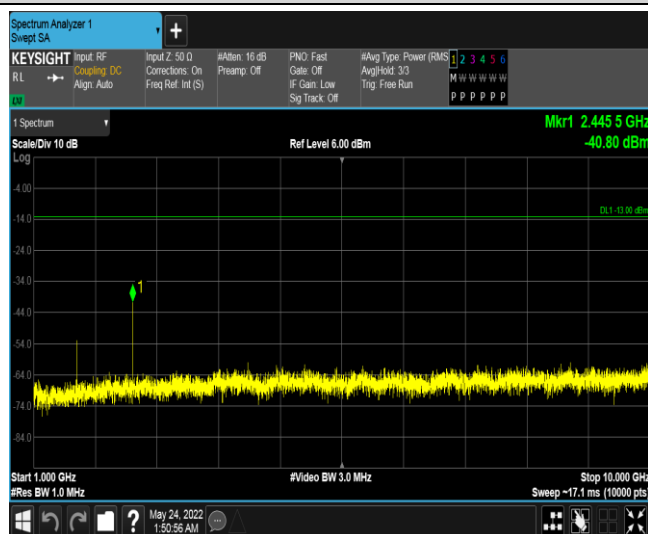 Spectrum Analyzer 1
Swept SA
+
KEYSIGHT Input: RF Input Z: 50 Ω #Atten: 16 dB PNO: Fast #Avg Type: Power (RMS 1 2 3 4 5 6
RL Coupling: DC Corrections: On Preamp: Off Gate: Off Avg|Hold: 3/3 M W W W W W
Align: Auto Freq Ref: Int (S) IF Gain: Low Trig: Free Run
Sig Track: Off P P P P P P
LXI
1 Spectrum
Mkr1 2.445 5 GHz
Scale/Div 10 dB Ref Level 6.00 dBm -40.80 dBm
Log
-4.00
DL1 -13.00 dBm
-14.0
-24.0
-34.0
1
-44.0
-54.0
-64.0
-74.0
-84.0
Start 1.000 GHz #Video BW 3.0 MHz Stop 10.000 GHz
#Res BW 1.0 MHz Sweep ~17.1 ms (10000 pts)
? May 24, 2022
1:50:56 AM